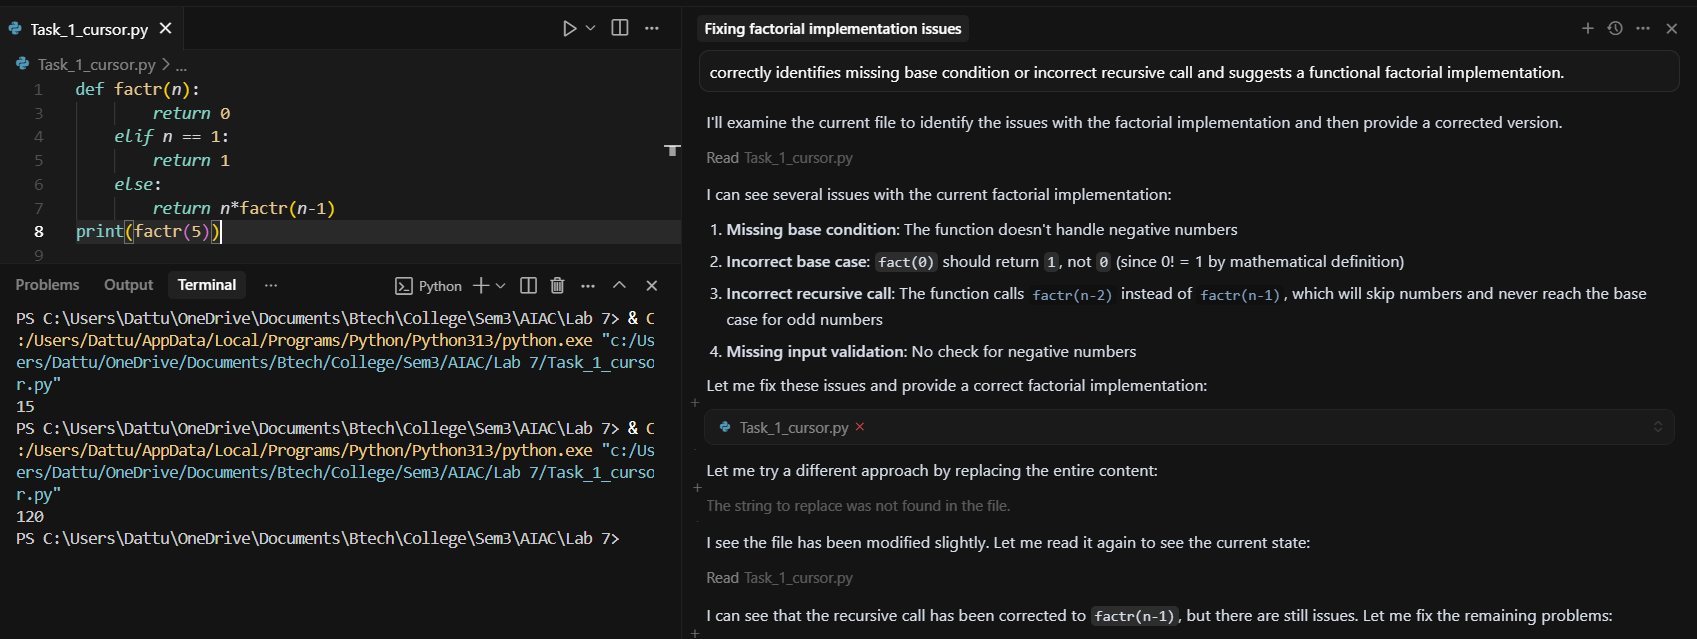 Task_1_cursor.py
Task_1_cursor.py > ...
1 def factr(n):
3 return 0
4 elif n == 1:
5 return 1
6 else:
7 return n*factr(n-1)
8 print(factr(5))
9
Problems Output Terminal ... Python
PS C:\Users\Dattu\OneDrive\Documents\Btech\College\Sem3\AIAC\Lab 7> & C
:/Users/Dattu/AppData/Local/Programs/Python/Python313/python.exe "c:/Us
ers/Dattu/OneDrive/Documents/Btech/College/Sem3/AIAC/Lab 7/Task_1_curso
r.py"
15
PS C:\Users\Dattu\OneDrive\Documents\Btech\College\Sem3\AIAC\Lab 7> & C
:/Users/Dattu/AppData/Local/Programs/Python/Python313/python.exe "c:/Us
ers/Dattu/OneDrive/Documents/Btech/College/Sem3/AIAC/Lab 7/Task_1_curso
r.py"
120
PS C:\Users\Dattu\OneDrive\Documents\Btech\College\Sem3\AIAC\Lab 7>
Fixing factorial implementation issues
correctly identifies missing base condition or incorrect recursive call and suggests a functional factorial implementation.
I'll examine the current file to identify the issues with the factorial implementation and then provide a corrected version.
Read Task_1_cursor.py
I can see several issues with the current factorial implementation:
1. Missing base condition: The function doesn't handle negative numbers
2. Incorrect base case: fact(0) should return 1, not 0 (since 0! = 1 by mathematical definition)
3. Incorrect recursive call: The function calls factr(n-2) instead of factr(n-1), which will skip numbers and never reach the base
case for odd numbers
4. Missing input validation: No check for negative numbers
Let me fix these issues and provide a correct factorial implementation:
Task_1_cursor.py
Let me try a different approach by replacing the entire content:
The string to replace was not found in the file.
I see the file has been modified slightly. Let me read it again to see the current state:
Read Task_1_cursor.py
I can see that the recursive call has been corrected to factr(n-1), but there are still issues. Let me fix the remaining problems: